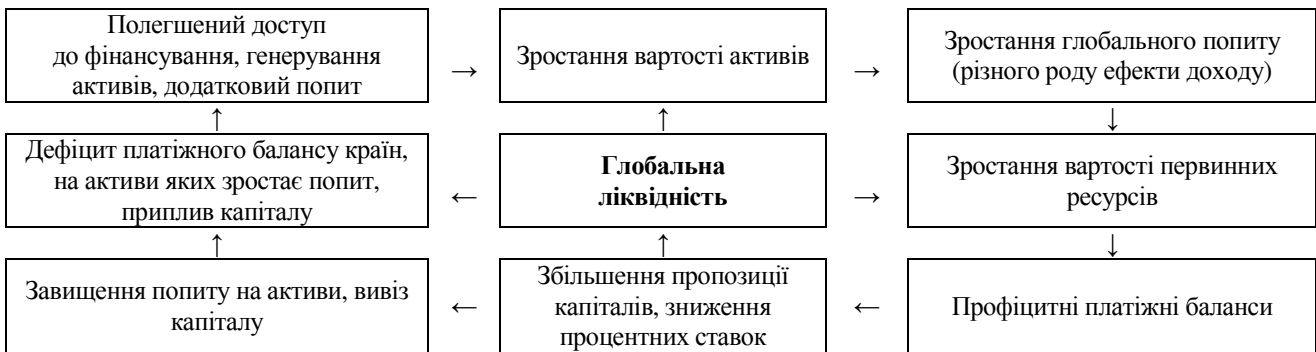 Полегшений доступ
до фінансування, генерування
активів, додатковий попит
→
Зростання вартості активів
→
Зростання глобального попиту
(різного роду ефекти доходу)
↑
↑
↓
Дефіцит платіжного балансу країн,
на активи яких зростає попит,
приплив капіталу
←
Глобальна
ліквідність
→
Зростання вартості первинних
ресурсів
↑
↑
↓
Завищення попиту на активи, вивіз
капіталу
←
Збільшення пропозиції
капіталів, зниження
процентних ставок
←
Профіцитні платіжні баланси